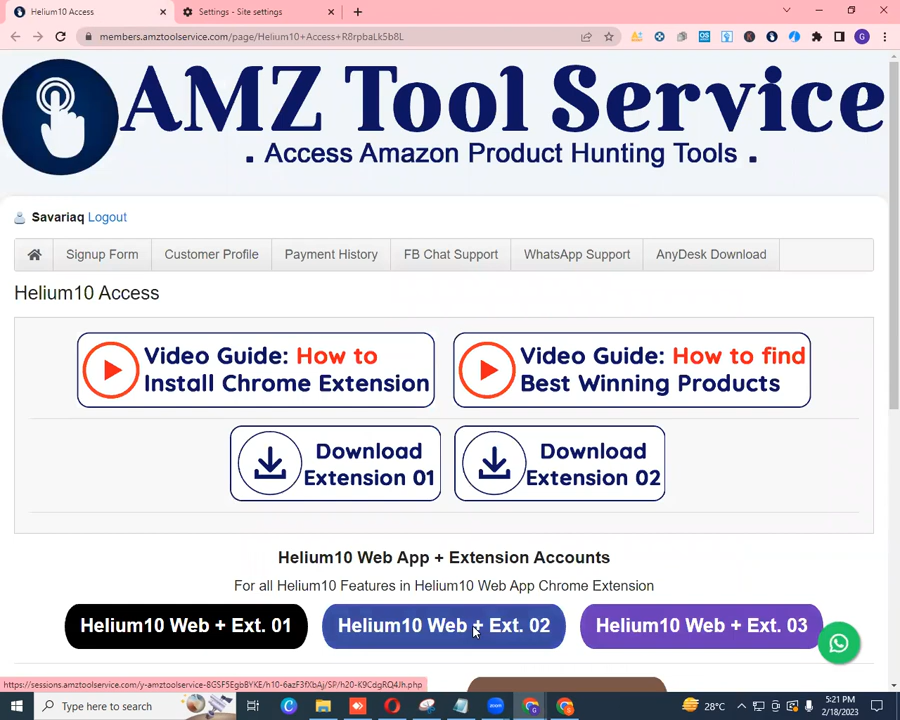 Helium10 Access
Settings - Site settings
members.amztoolservice.com/page/Helium10+Access+R8rpbaLk5b8L
AMZ Tool Service
. Access Amazon Product Hunting Tools .
Savariaq Logout
Signup Form
Customer Profile
Payment History
FB Chat Support
WhatsApp Support
AnyDesk Download
Helium10 Access
Video Guide: How to
Install Chrome Extension
Video Guide: How to find
Best Winning Products
Download
Extension 01
Download
Extension 02
Helium10 Web App + Extension Accounts
For all Helium10 Features in Helium10 Web App Chrome Extension
Helium10 Web + Ext. 01
Helium10 Web + Ext. 02
Helium10 Web + Ext. 03
https://sessions.amztoolservice.com/y-amztoolservice-8GSF5EgbBYKE/h10-6azF3fXbAj/SP/h20-K9CdgRQ4Jh.php
Type here to search
zoom
28°C
5:21 PM
2/18/2023